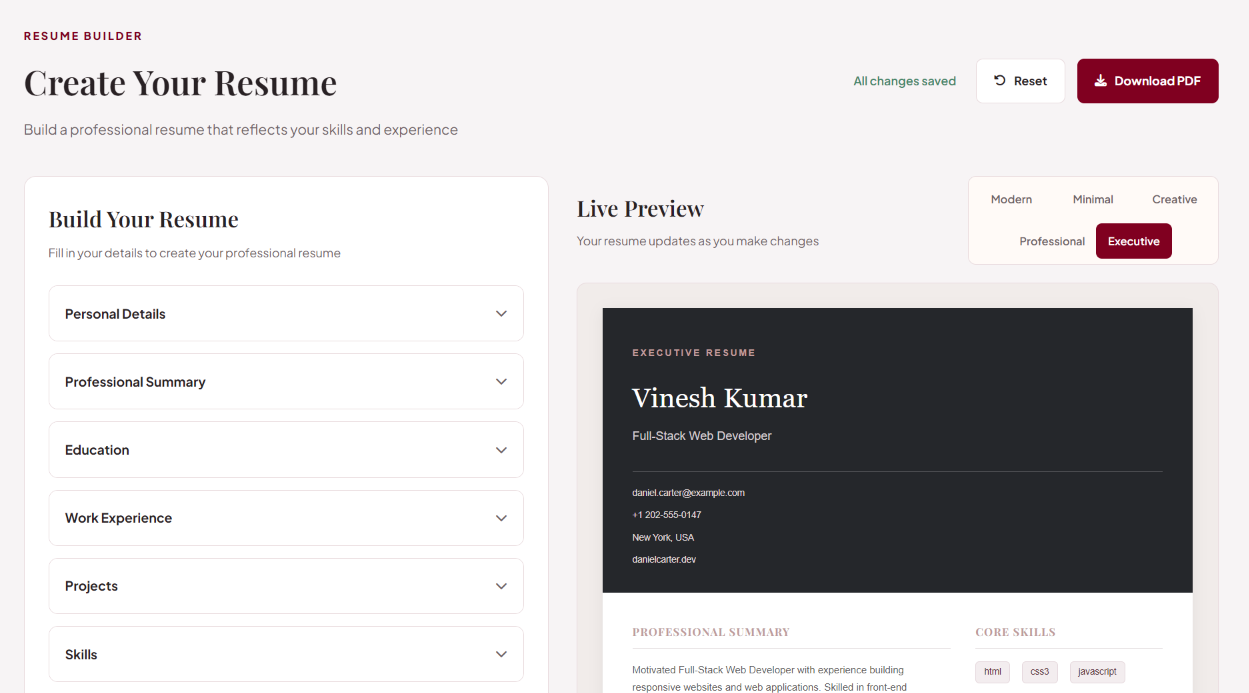 RESUME BUILDER
Create Your Resume
Build a professional resume that reflects your skills and experience
All changes saved
Reset
Download PDF
Build Your Resume
Fill in your details to create your professional resume
Personal Details
Professional Summary
Education
Work Experience
Projects
Skills
Live Preview
Your resume updates as you make changes
Modern Minimal Creative
Professional Executive
EXECUTIVE RESUME
Vinesh Kumar
Full-Stack Web Developer
daniel.carter@example.com
+1 202-555-0147
New York, USA
danielcarter.dev
PROFESSIONAL SUMMARY
Motivated Full-Stack Web Developer with experience building
responsive websites and web applications. Skilled in front-end
CORE SKILLS
html css3 javascript